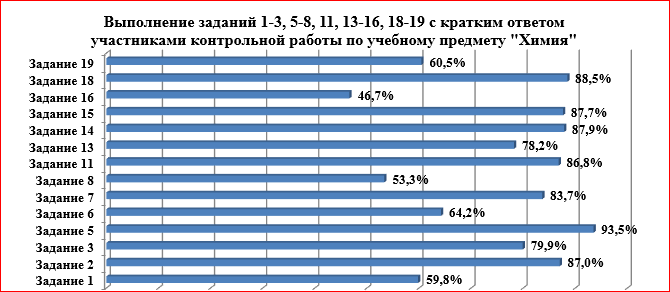 Выполнение заданий 1-3, 5-8, 11, 13-16, 18-19 с кратким ответом
участниками контрольной работы по учебному предмету "Химия"
Задание 19 60,5%
Задание 18 88,5%
Задание 16 46,7%
Задание 15 87,7%
Задание 14 87,9%
Задание 13 78,2%
Задание 11 86,8%
Задание 8 53,3%
Задание 7 83,7%
Задание 6 64,2%
Задание 5 93,5%
Задание 3 79,9%
Задание 2 87,0%
Задание 1 59,8%